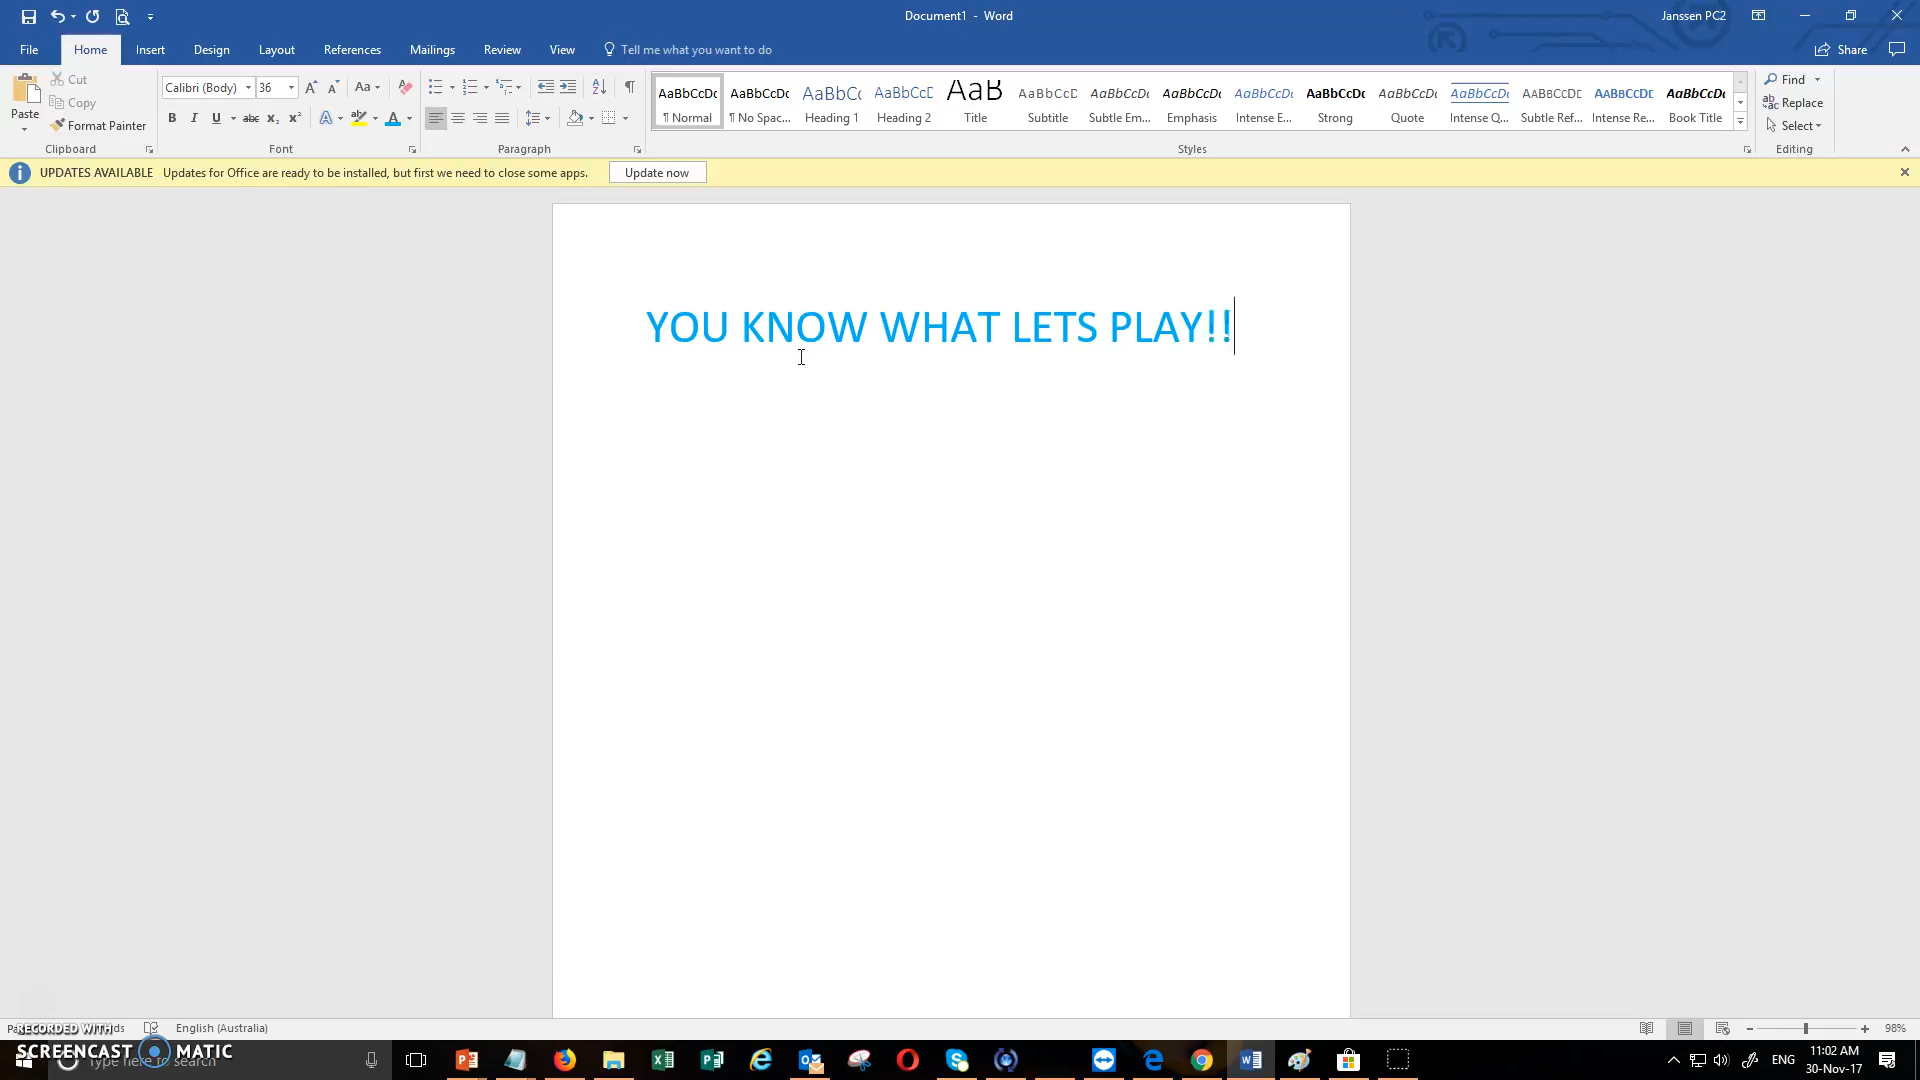 Document1 - Word
Janssen PC2
File Home Insert Design Layout References Mailings Review View Tell me what you want to do
Share
Paste
Cut
Copy
Format Painter
Clipboard
Calibri (Body) 36
Font
Paragraph
AaBbCcDc AaBbCcDc AaBbCc AaBbCcD AaB AaBbCcD AaBbCcDc AaBbCcDc AaBbCcDc AaBbCcDc AaBbCcDc AaBbCcDc AaBbCcDc AaBbCcDc AaBbCcDc
¶ Normal ¶ No Spac... Heading 1 Heading 2 Title Subtitle Subtle Em... Emphasis Intense E... Strong Quote Intense Q... Subtle Ref... Intense Re... Book Title
Styles
Find
Replace
Select
Editing
UPDATES AVAILABLE Updates for Office are ready to be installed, but first we need to close some apps. Update now
YOU KNOW WHAT LETS PLAY!!
English (Australia)
98%
RECORDED WITH
SCREENCAST MATIC
Type here to search
ENG
11:02 AM
30-Nov-17